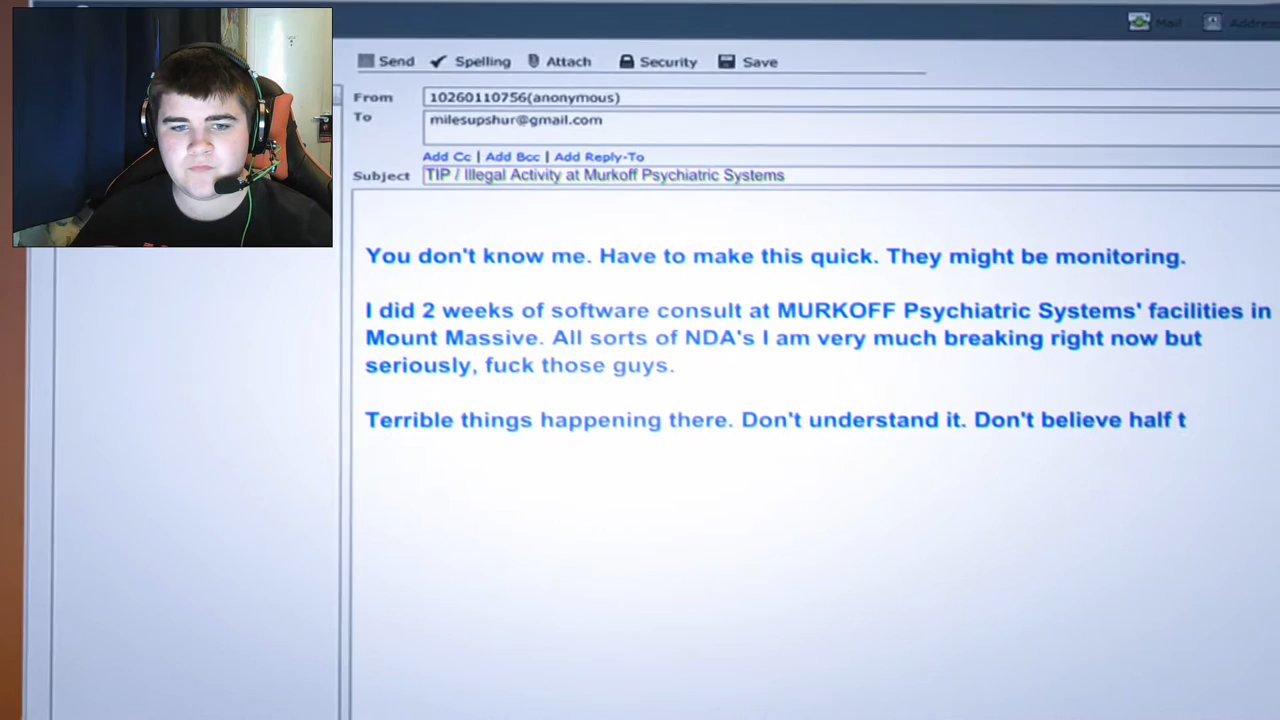 Mail
Send Spelling Attach Security Save
From 10260110756(anonymous)
To milesupshur@gmail.com
Add Cc | Add Bcc | Add Reply-To
Subject TIP / Illegal Activity at Murkoff Psychiatric Systems
You don't know me. Have to make this quick. They might be monitoring.
I did 2 weeks of software consult at MURKOFF Psychiatric Systems' facilities in
Mount Massive. All sorts of NDA's I am very much breaking right now but
seriously, fuck those guys.
Terrible things happening there. Don't understand it. Don't believe half t